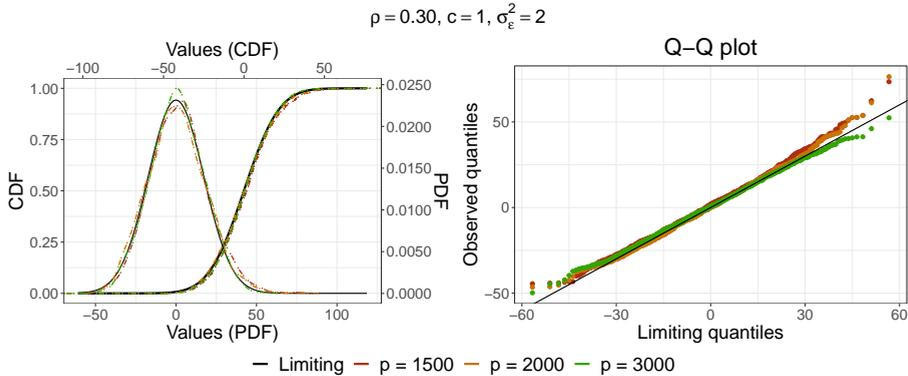 ρ = 0.30, c = 1, σ²_ε = 2
Values (CDF)
−100 −50 0 50
1.00
0.75
0.50
0.25
0.00
CDF
0.0250
0.0200
0.0150
0.0100
0.0050
0.0000
PDF
−50 0 50 100
Values (PDF)
Q−Q plot
Observed quantiles
50
0
−50
−60 −30 0 30 60
Limiting quantiles
Limiting p = 1500 p = 2000 p = 3000